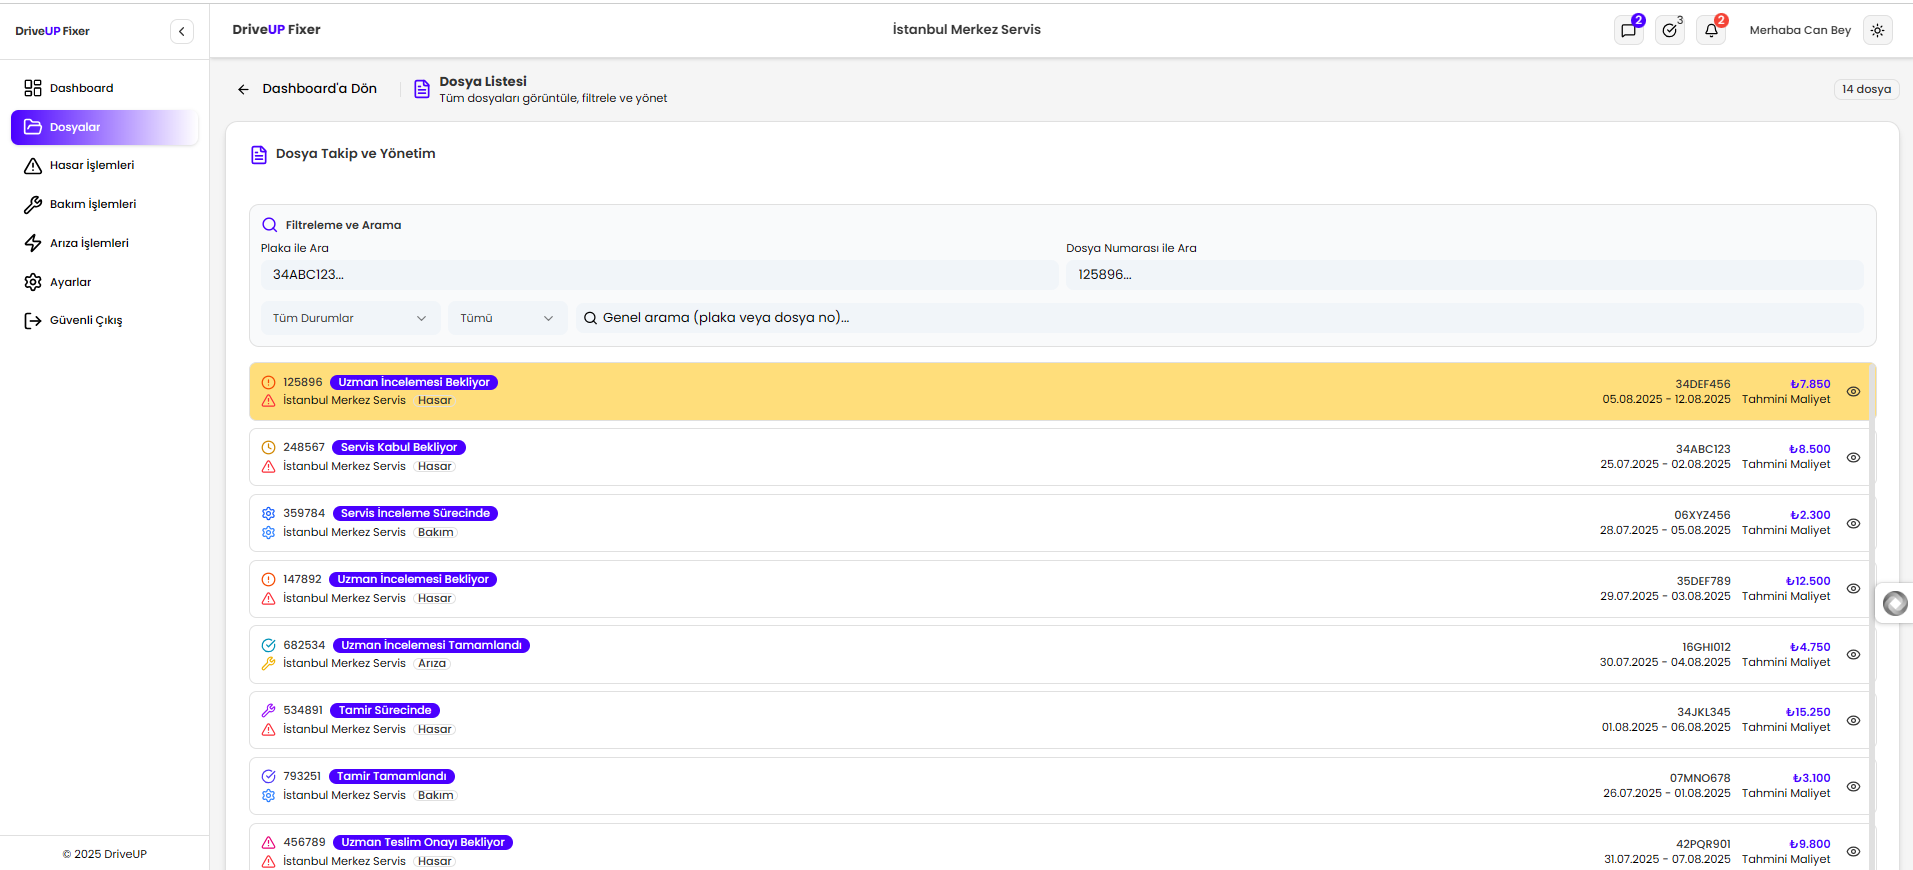 DriveUP Fixer
Dashboard
Dosyalar
Hasar İşlemleri
Bakım İşlemleri
Arıza İşlemleri
Ayarlar
Güvenli Çıkış
© 2025 DriveUP
DriveUP Fixer
İstanbul Merkez Servis
2
3
2
Merhaba Can Bey
Dashboard'a Dön
Dosya Listesi
Tüm dosyaları görüntüle, filtrele ve yönet
14 dosya
Dosya Takip ve Yönetim
Filtreleme ve Arama
Plaka ile Ara
Dosya Numarası ile Ara
34ABC123...
125896...
Tüm Durumlar
Tümü
Genel arama (plaka veya dosya no)...
125896 Uzman İncelemesi Bekliyor
İstanbul Merkez Servis Hasar
34DEF456 ₺7.850
05.08.2025 - 12.08.2025 Tahmini Maliyet
248567 Servis Kabul Bekliyor
İstanbul Merkez Servis Hasar
34ABC123 ₺8.500
25.07.2025 - 02.08.2025 Tahmini Maliyet
359784 Servis İnceleme Sürecinde
İstanbul Merkez Servis Bakım
06XYZ456 ₺2.300
28.07.2025 - 05.08.2025 Tahmini Maliyet
147892 Uzman İncelemesi Bekliyor
İstanbul Merkez Servis Hasar
35DEF789 ₺12.500
29.07.2025 - 03.08.2025 Tahmini Maliyet
682534 Uzman İncelemesi Tamamlandı
İstanbul Merkez Servis Arıza
16GHI012 ₺4.750
30.07.2025 - 04.08.2025 Tahmini Maliyet
534891 Tamir Sürecinde
İstanbul Merkez Servis Hasar
34JKL345 ₺15.250
01.08.2025 - 06.08.2025 Tahmini Maliyet
793251 Tamir Tamamlandı
İstanbul Merkez Servis Bakım
07MNO678 ₺3.100
26.07.2025 - 01.08.2025 Tahmini Maliyet
456789 Uzman Teslim Onayı Bekliyor
İstanbul Merkez Servis Hasar
42PQR901 ₺9.800
31.07.2025 - 07.08.2025 Tahmini Maliyet